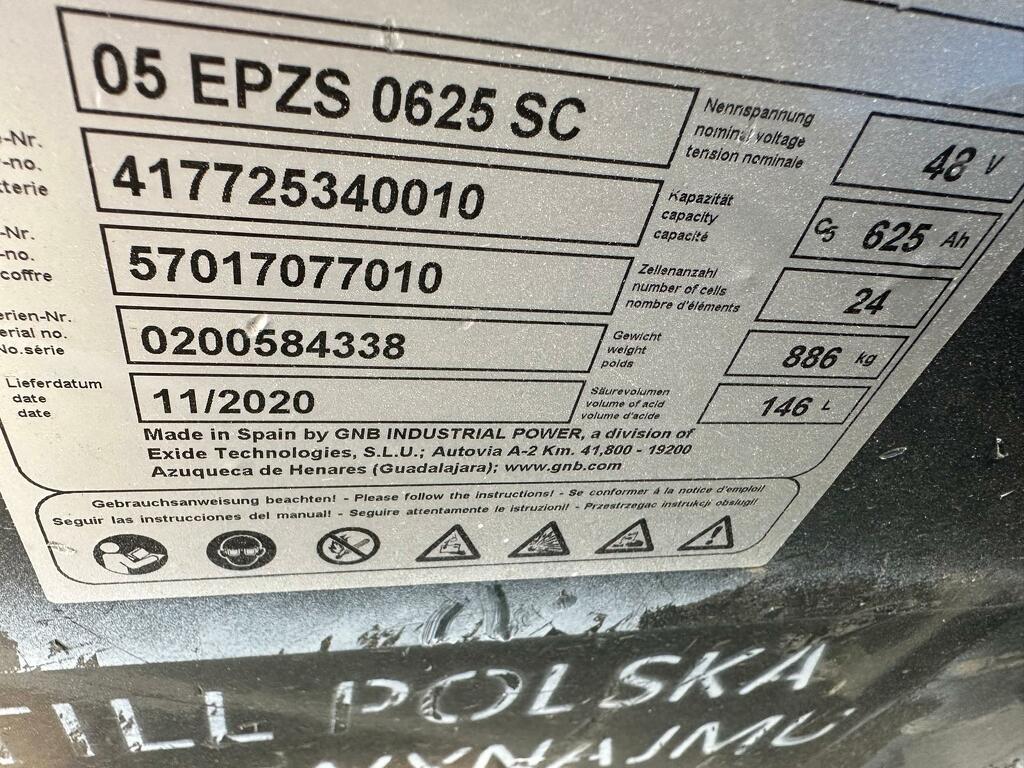 05 EPZS 0625 SC
Nennspannung
nominal voltage
tension nominale
48 V
-Nr.
-no.
tterie
417725340010
Kapazität
capacity
capacité
C5 625 Ah
-Nr.
-no.
coffre
57017077010
Zellenanzahl
number of cells
nombre d'éléments
24
erien-Nr.
erial no.
No.série
0200584338
Gewicht
weight
poids
886 kg
Lieferdatum
date
date
11/2020
Säurevolumen
volume of acid
volume d'acide
146 L
Made in Spain by GNB INDUSTRIAL POWER, a division of
Exide Technologies, S.L.U.; Autovia A-2 Km. 41,800 - 19200
Azuqueca de Henares (Guadalajara); www.gnb.com
Gebrauchsanweisung beachten! - Please follow the instructions! - Se conformer à la notice d'emploi!
Seguir las instrucciones del manual! - Seguire attentamente le istruzioni! - Przestrzegac instrukcji obslugi!
TILL POLSKA
WYNAJMU